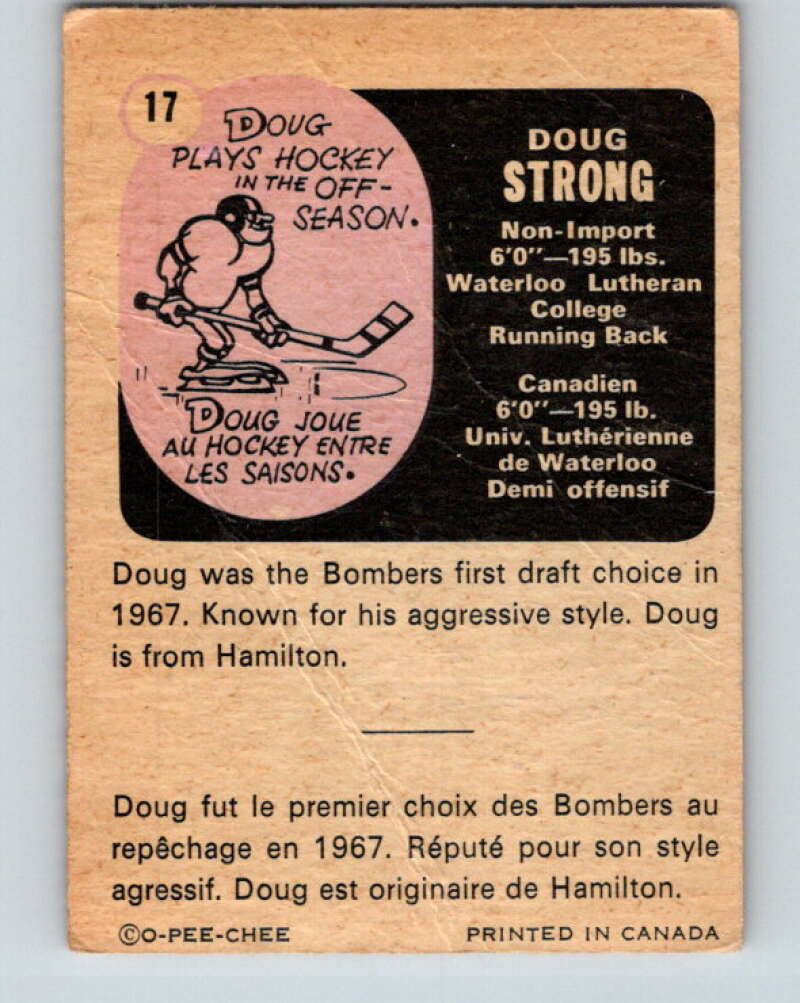 17
DOUG
PLAYS HOCKEY
IN THE OFF-
SEASON.
DOUG JOUE
AU HOCKEY ENTRE
LES SAISONS.
DOUG
STRONG
Non-Import
6'0"—195 lbs.
Waterloo Lutheran
College
Running Back
Canadien
6'0"—195 lb.
Univ. Luthérienne
de Waterloo
Demi offensif
Doug was the Bombers first draft choice in
1967. Known for his aggressive style. Doug
is from Hamilton.
Doug fut le premier choix des Bombers au
repêchage en 1967. Réputé pour son style
agressif. Doug est originaire de Hamilton.
©O-PEE-CHEE PRINTED IN CANADA